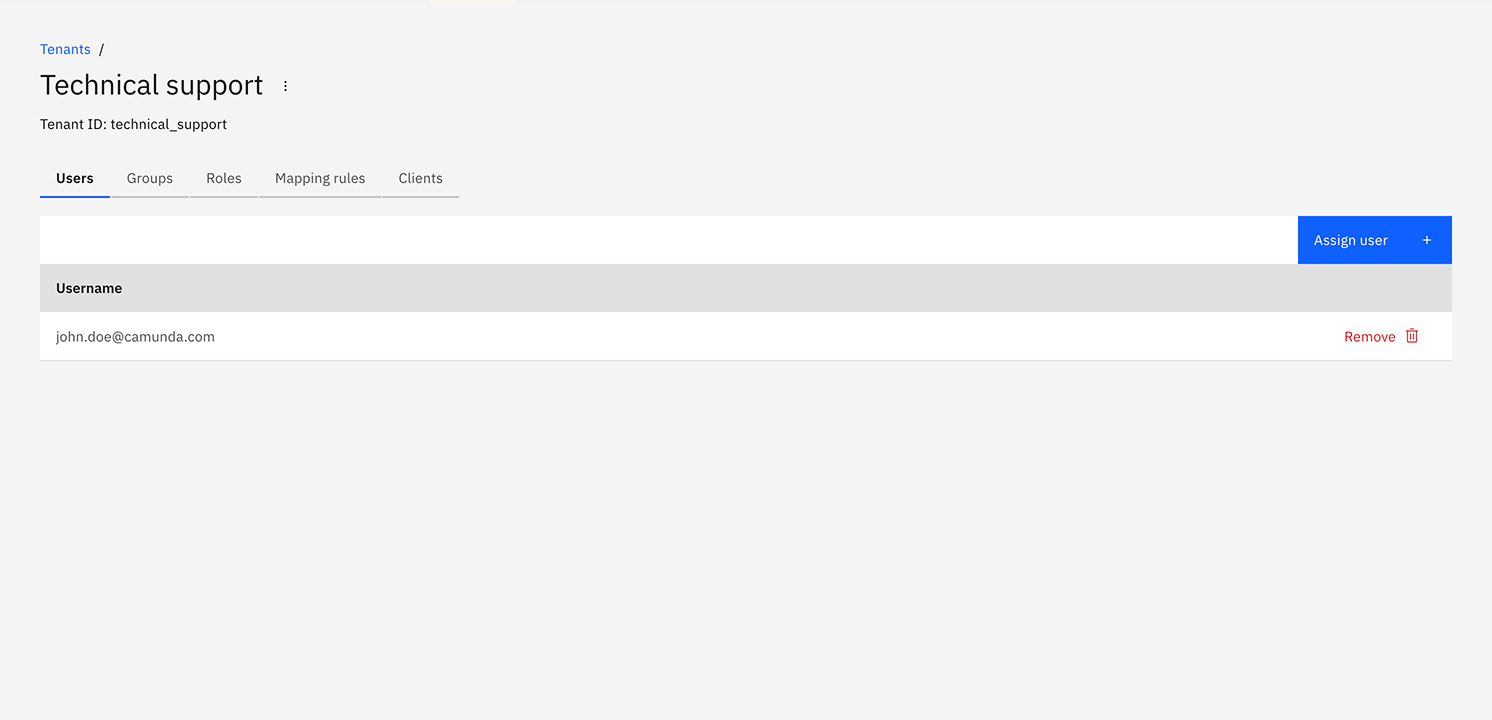 Tenants /
Technical support
Tenant ID: technical_support
Users Groups Roles Mapping rules Clients
Assign user +
Username
john.doe@camunda.com Remove